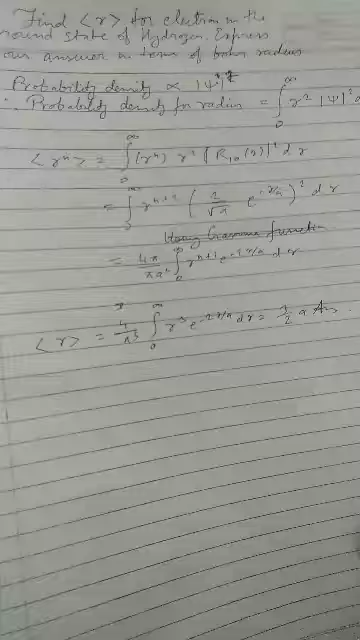 Find <r> for electron in the
round state of Hydrogen. Express
our answer in terms of bohr radius
Probability density ∝ |ψ|²
∴ Probability density for radius = ∫₀^∞ r² |ψ|² d
<rⁿ> = ∫₀^∞ (rⁿ) r² |R₁₀(r)|² dr
= ∫₀^∞ rⁿ⁺² (2/√a e^(-r/a))² dr
Using Gamma function
= 4π/πa³ ∫₀^∞ rⁿ⁺² e^(-2r/a) dr
<r> = 4/a³ ∫₀^∞ r³ e^(-2r/a) dr = 3/2 a Ans